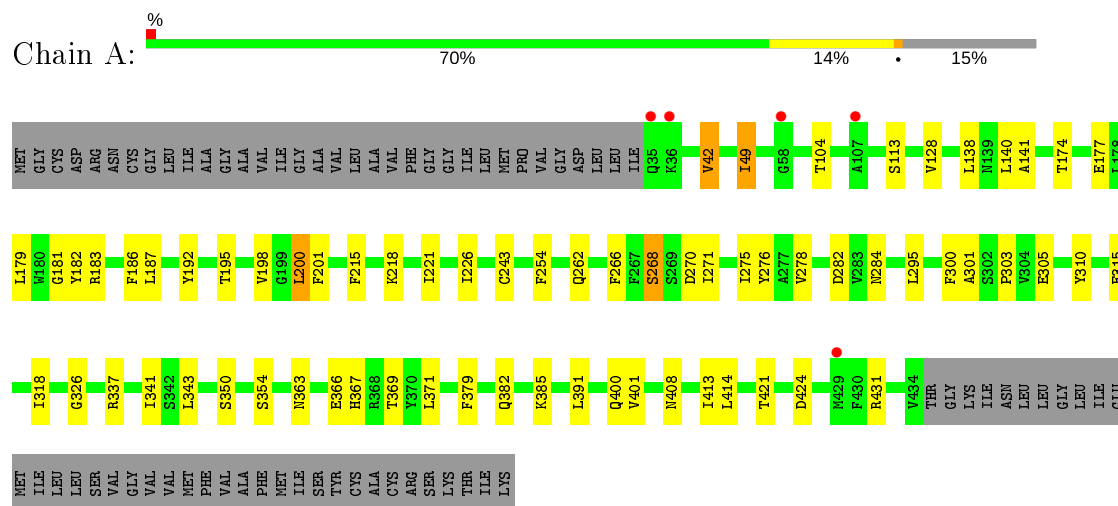 %
Chain A:
70% 14% • 15%
MET GLY CYS ASP ARG ASN CYS GLY LEU ILE ALA GLY ALA VAL ILE GLY ALA VAL LEU ALA VAL PHE GLY GLY ILE LEU MET PRO VAL GLY ASP LEU LEU ILE Q35 K36 V42 I49 G58 T104 A107 S113 V128 L138 N139 L140 A141 T174 E177 L178
L179 W180 G181 Y182 R183 F186 L187 Y192 T195 V198 G199 L200 F201 F215 K218 I221 I226 C243 F254 Q262 F266 F267 S268 S269 D270 I271 I275 Y276 A277 V278 D282 V283 N284 L295 F300 A301 S302 P303 V304 E305 Y310
I318 G326 R337 I341 S342 L343 S350 S354 N363 E366 H367 R368 T369 Y370 L371 F379 Q382 K385 L391 Q400 V401 N408 I413 L414 T421 D424 M429 F430 R431 V434 THR GLY LYS ILE ASN LEU LEU GLY LEU ILE GLU
MET ILE LEU LEU SER VAL GLY VAL VAL MET PHE VAL ALA PHE MET ILE SER TYR CYS ALA CYS ARG SER LYS THR ILE LYS